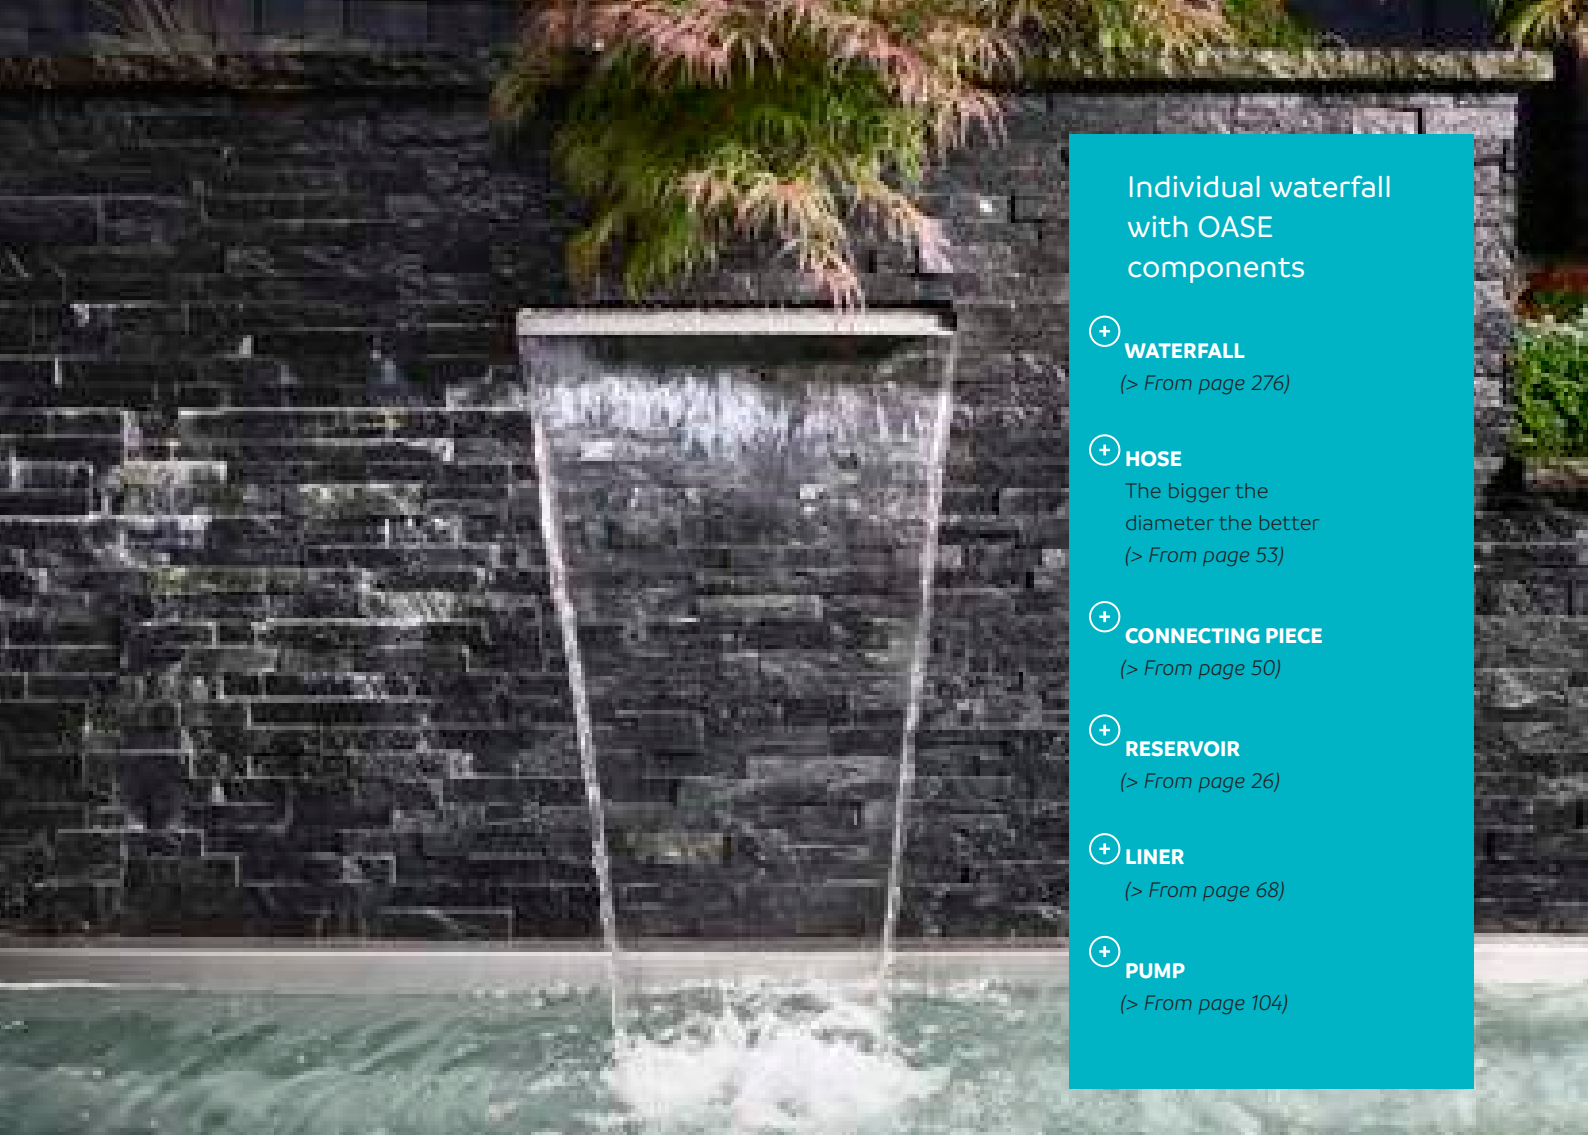 Individual waterfall
with OASE
components
WATERFALL
(> From page 276)
HOSE
The bigger the
diameter the better
(> From page 53)
CONNECTING PIECE
(> From page 50)
RESERVOIR
(> From page 26)
LINER
(> From page 68)
PUMP
(> From page 104)